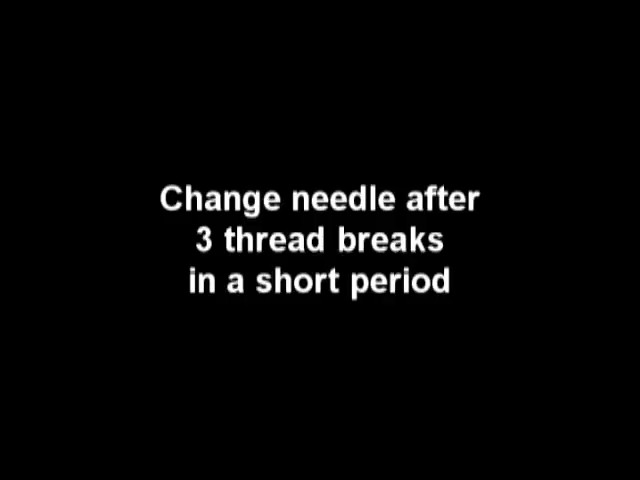 Change needle after
3 thread breaks
in a short period